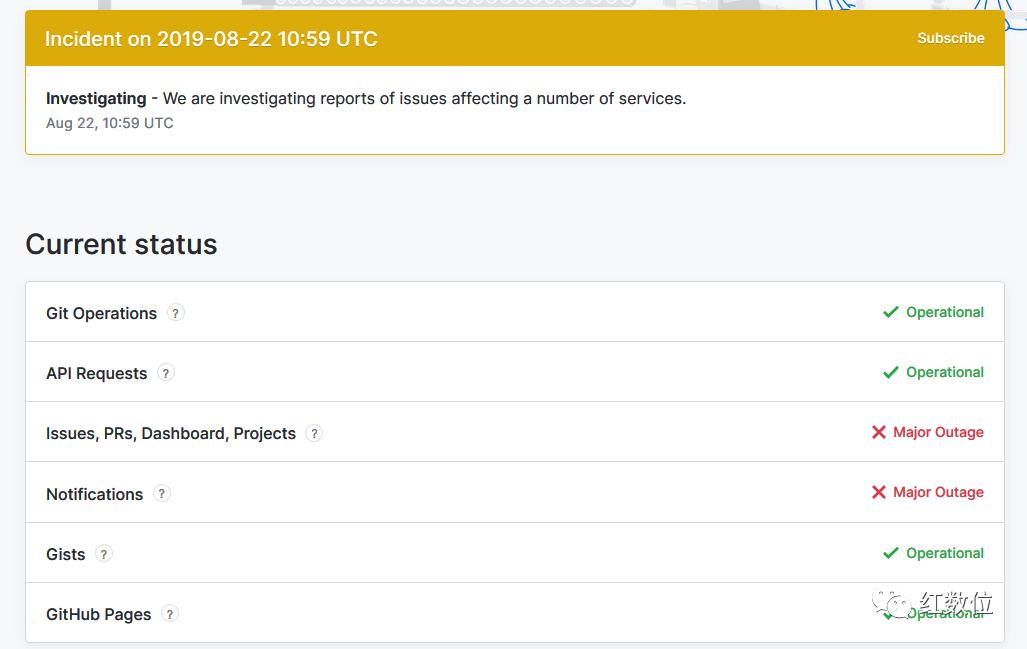 Incident on 2019-08-22 10:59 UTC
Subscribe
Investigating - We are investigating reports of issues affecting a number of services.
Aug 22, 10:59 UTC
Current status
Git Operations ? Operational
API Requests ? Operational
Issues, PRs, Dashboard, Projects ? Major Outage
Notifications ? Major Outage
Gists ? Operational
GitHub Pages ? Operational
红数位